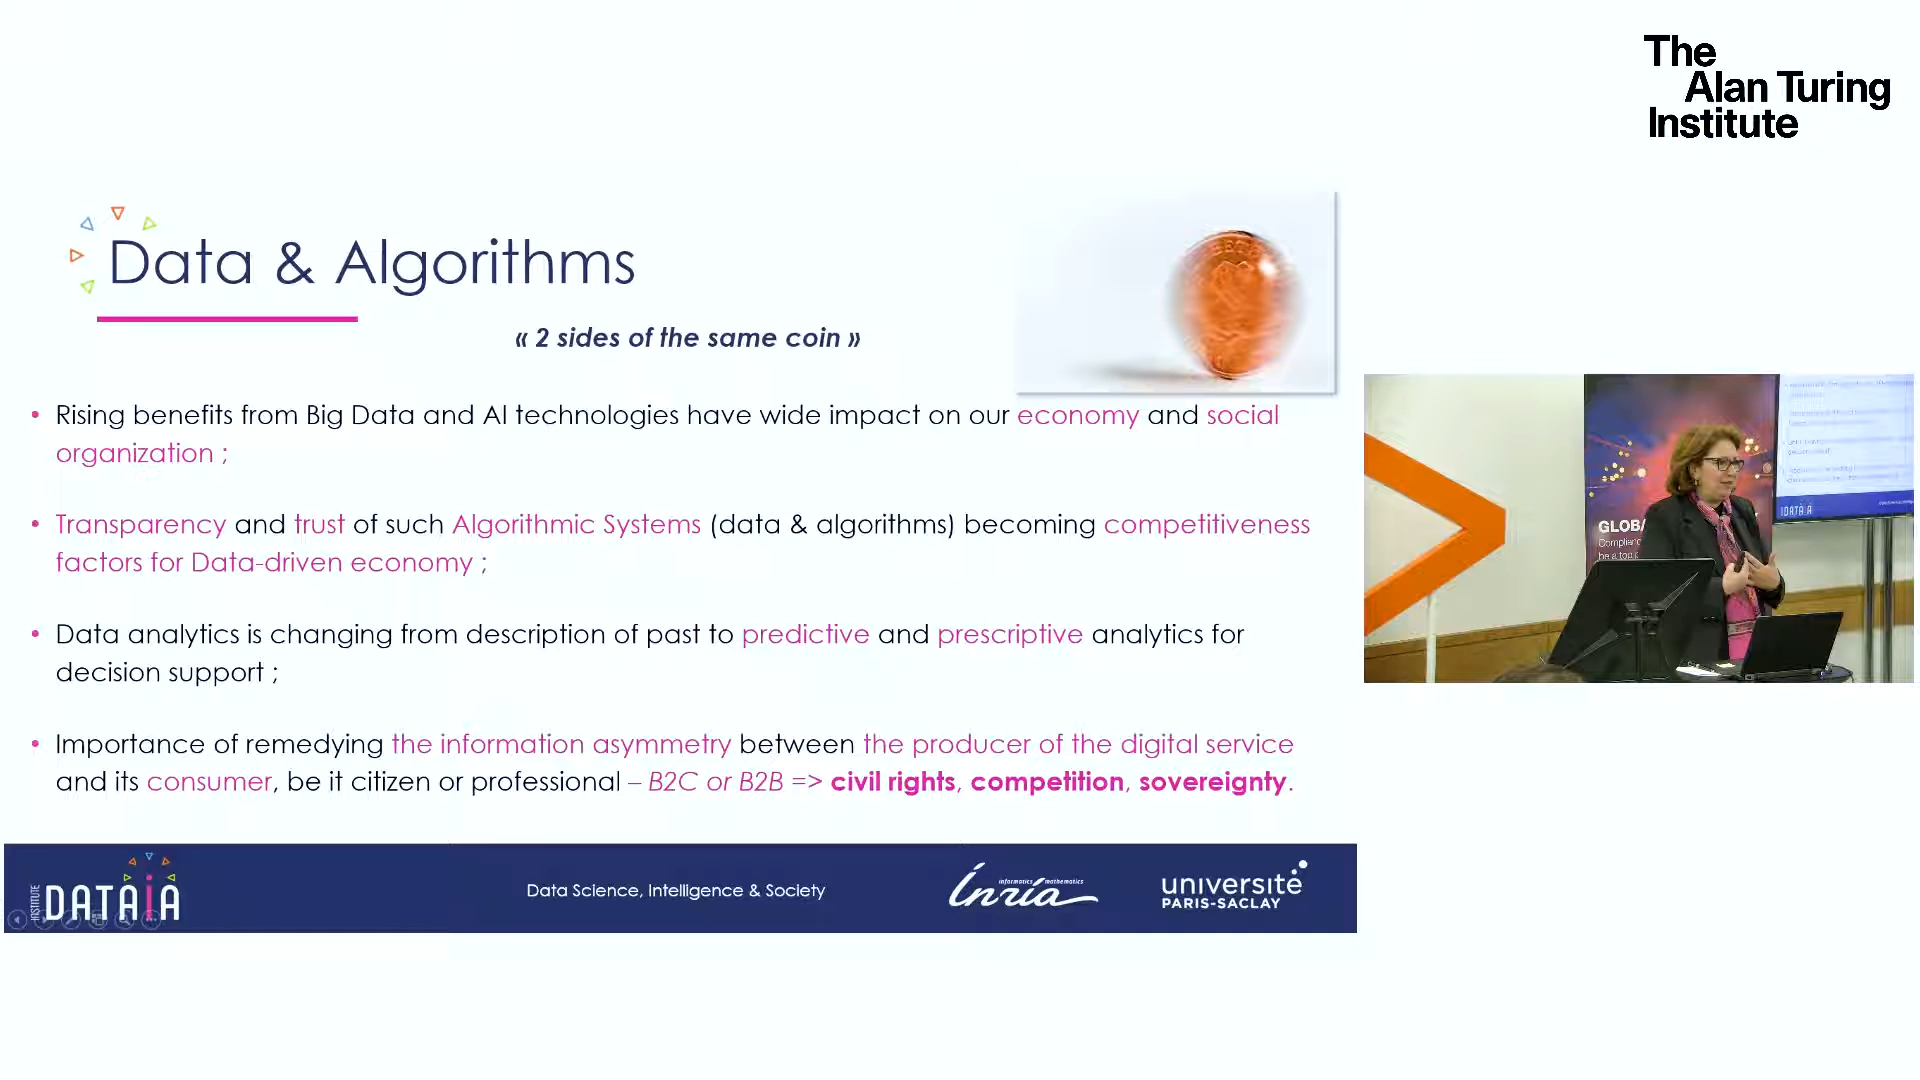 The
Alan Turing
Institute
Data & Algorithms
« 2 sides of the same coin »
• Rising benefits from Big Data and AI technologies have wide impact on our economy and social
organization ;
• Transparency and trust of such Algorithmic Systems (data & algorithms) becoming competitiveness
factors for Data-driven economy ;
• Data analytics is changing from description of past to predictive and prescriptive analytics for
decision support ;
• Importance of remedying the information asymmetry between the producer of the digital service
and its consumer, be it citizen or professional – B2C or B2B => civil rights, competition, sovereignty.
GLOBA
Complianc
be a top
DATAIA
INSTITUTE
DATAIA
Data Science, Intelligence & Society
informatics mathematics
Inria
université
PARIS-SACLAY